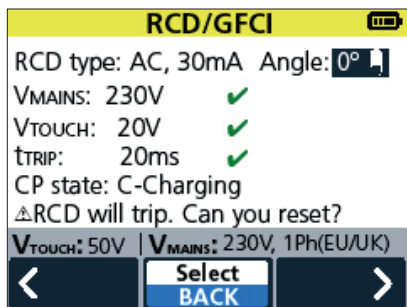 RCD/GFCI
RCD type: AC, 30mA Angle: 0°
VMAINS: 230V ✔
VTOUCH: 20V ✔
tTRIP: 20ms ✔
CP state: C-Charging
⚠RCD will trip. Can you reset?
VTOUCH: 50V | VMAINS: 230V, 1Ph(EU/UK)
< Select >
BACK